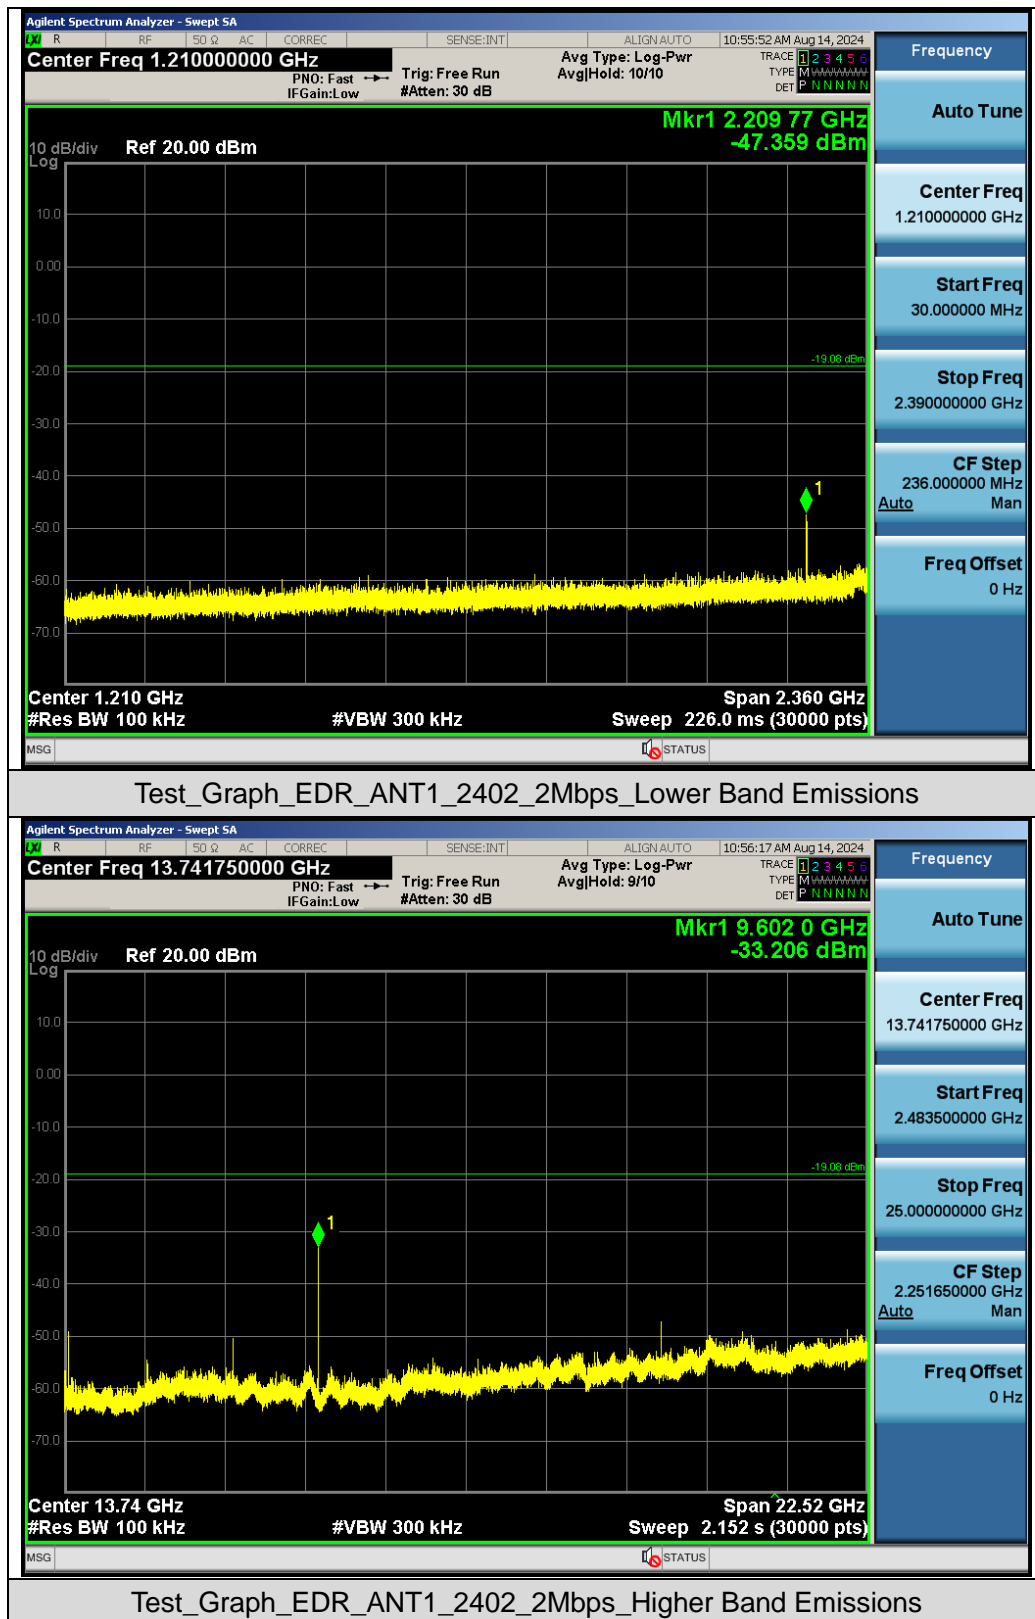 Agilent Spectrum Analyzer - Swept SA
LXI R RF 50 Ω AC CORREC SENSE:INT ALIGN AUTO 10:55:52 AM Aug 14, 2024
Center Freq 1.210000000 GHz Avg Type: Log-Pwr TRACE 1 2 3 4 5 6
PNO: Fast Trig: Free Run Avg|Hold: 10/10 TYPE M WWWWW
IFGain:Low #Atten: 30 dB DET P N N N N N
Frequency
Mkr1 2.209 77 GHz
-47.359 dBm
10 dB/div Ref 20.00 dBm
Log
10.0
0.00
-10.0
-19.08 dBm
-20.0
-30.0
-40.0
1
-50.0
-60.0
-70.0
Center 1.210 GHz Span 2.360 GHz
#Res BW 100 kHz #VBW 300 kHz Sweep 226.0 ms (30000 pts)
MSG STATUS
Auto Tune
Center Freq
1.210000000 GHz
Start Freq
30.000000 MHz
Stop Freq
2.390000000 GHz
CF Step
236.000000 MHz
Auto Man
Freq Offset
0 Hz
Test_Graph_EDR_ANT1_2402_2Mbps_Lower Band Emissions
Agilent Spectrum Analyzer - Swept SA
LXI R RF 50 Ω AC CORREC SENSE:INT ALIGN AUTO 10:56:17 AM Aug 14, 2024
Center Freq 13.741750000 GHz Avg Type: Log-Pwr TRACE 1 2 3 4 5 6
PNO: Fast Trig: Free Run Avg|Hold: 9/10 TYPE M WWWWW
IFGain:Low #Atten: 30 dB DET P N N N N N
Frequency
Mkr1 9.602 0 GHz
-33.206 dBm
10 dB/div Ref 20.00 dBm
Log
10.0
0.00
-10.0
-19.08 dBm
-20.0
1
-30.0
-40.0
-50.0
-60.0
-70.0
Center 13.74 GHz Span 22.52 GHz
#Res BW 100 kHz #VBW 300 kHz Sweep 2.152 s (30000 pts)
MSG STATUS
Auto Tune
Center Freq
13.741750000 GHz
Start Freq
2.483500000 GHz
Stop Freq
25.000000000 GHz
CF Step
2.251650000 GHz
Auto Man
Freq Offset
0 Hz
Test_Graph_EDR_ANT1_2402_2Mbps_Higher Band Emissions